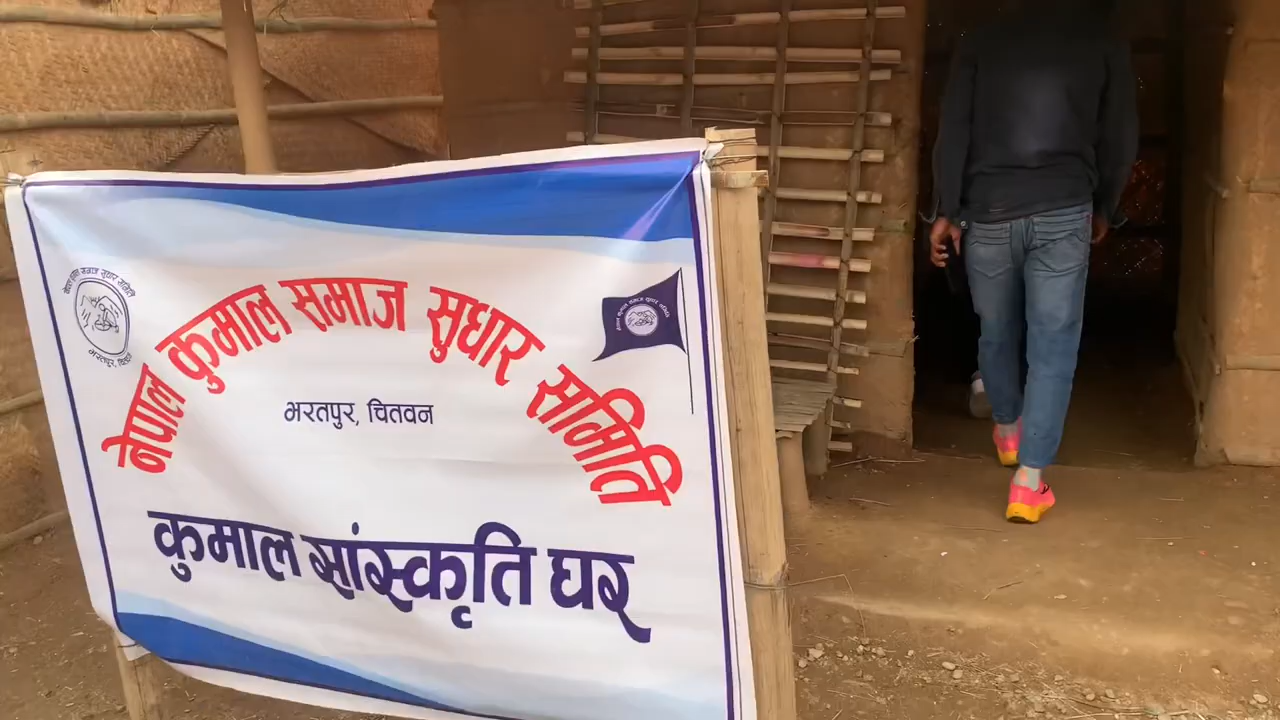 नेपाल कुमाल समाज सुधार समिति
भरतपुर, चितवन
कुमाल सांस्कृति घर